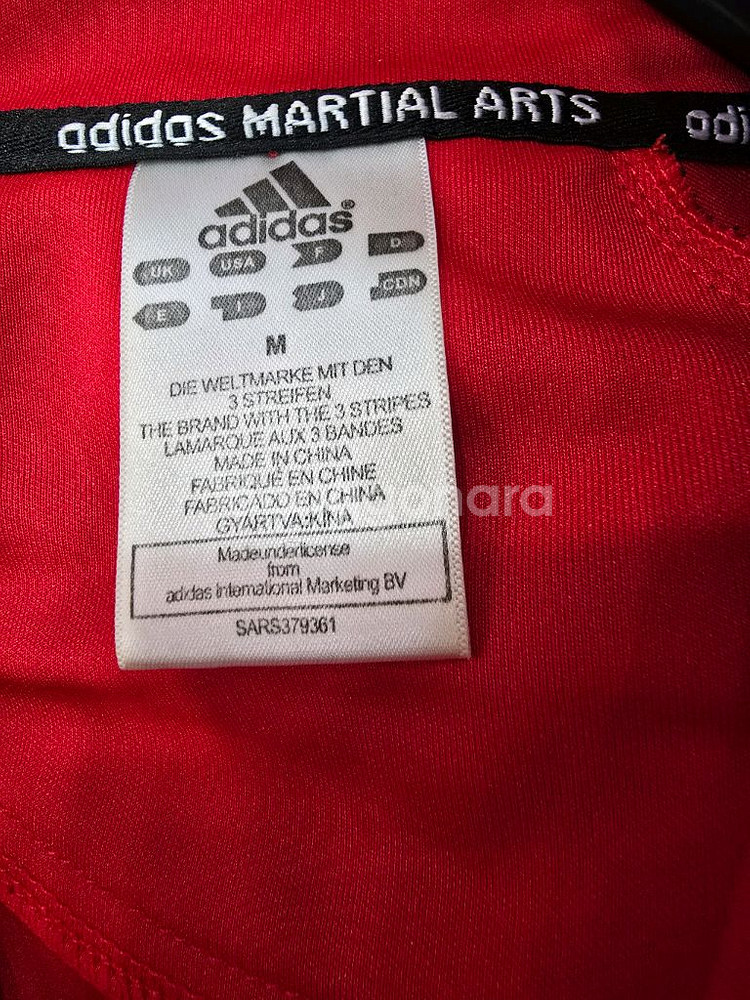 adidas MARTIAL ARTS
adidas®
UK USA F D
E I J CDN
M
DIE WELTMARKE MIT DEN
3 STREIFEN
THE BRAND WITH THE 3 STRIPES
LAMARQUE AUX 3 BANDES
MADE IN CHINA
FABRIQUÉ EN CHINE
FABRICADO EN CHINA
GYÁRTVA:KÍNA
Madeunderlicense
from
adidas International Marketing BV
SARS379361